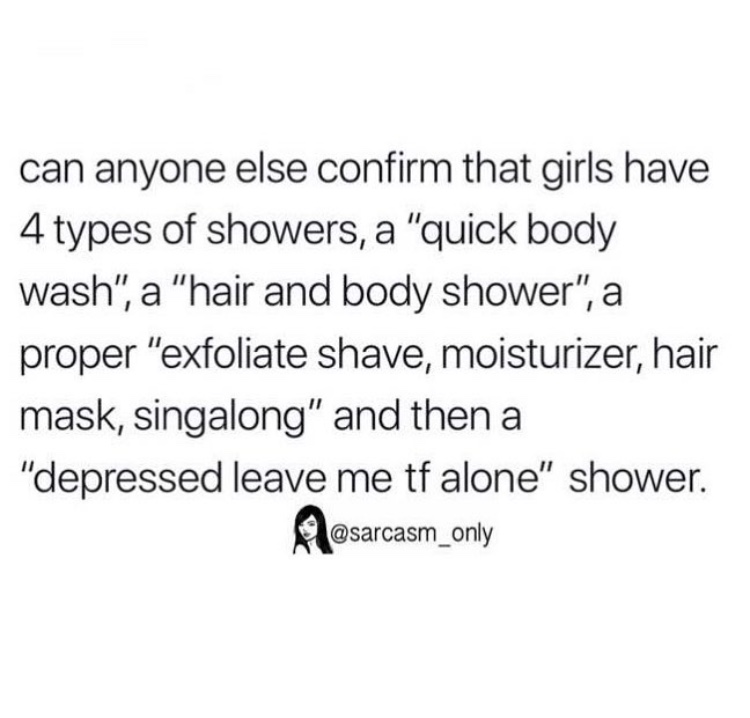 can anyone else confirm that girls have
4 types of showers, a "quick body
wash", a "hair and body shower", a
proper "exfoliate shave, moisturizer, hair
mask, singalong" and then a
"depressed leave me tf alone" shower.
@sarcasm_only